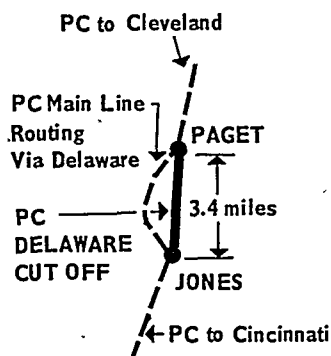 PC to Cleveland
PC Main Line
Routing
Via Delaware
PAGET
PC
DELAWARE
CUT OFF
3.4 miles
JONES
PC to Cincinnati